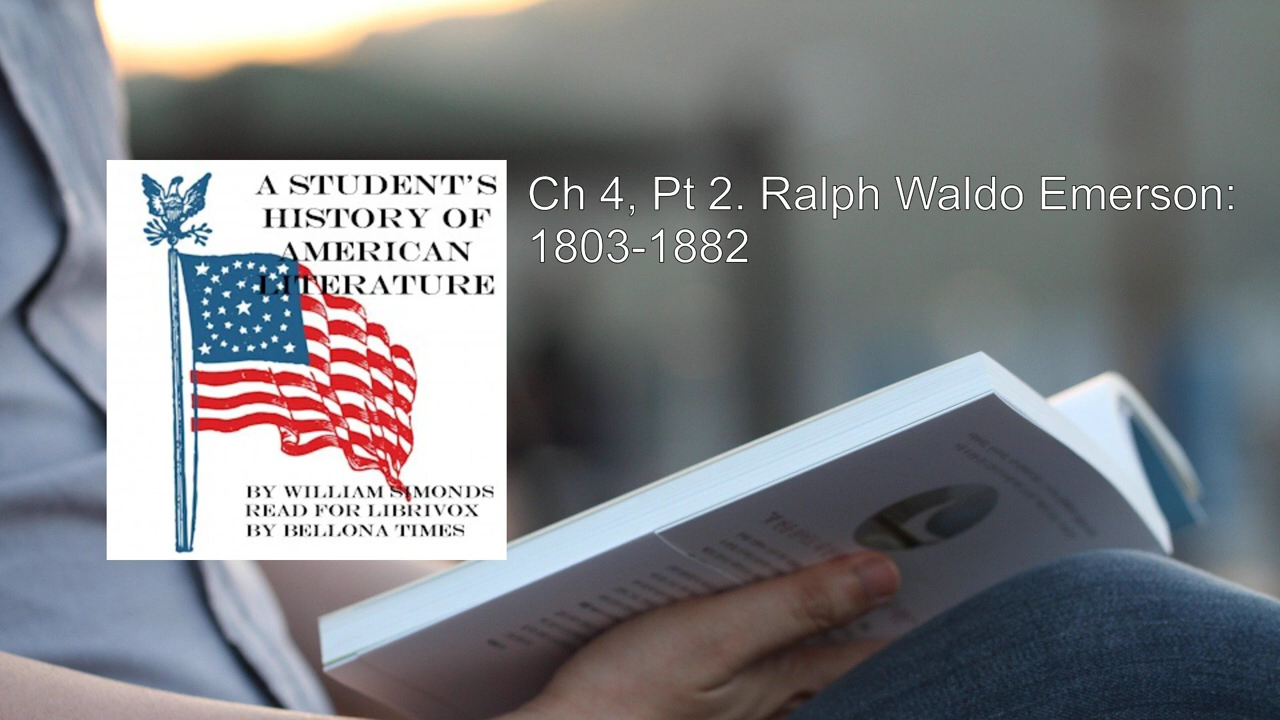 A STUDENT'S
HISTORY OF
AMERICAN
LITERATURE
BY WILLIAM SIMONDS
READ FOR LIBRIVOX
BY BELLONA TIMES
Ch 4, Pt 2. Ralph Waldo Emerson:
1803-1882